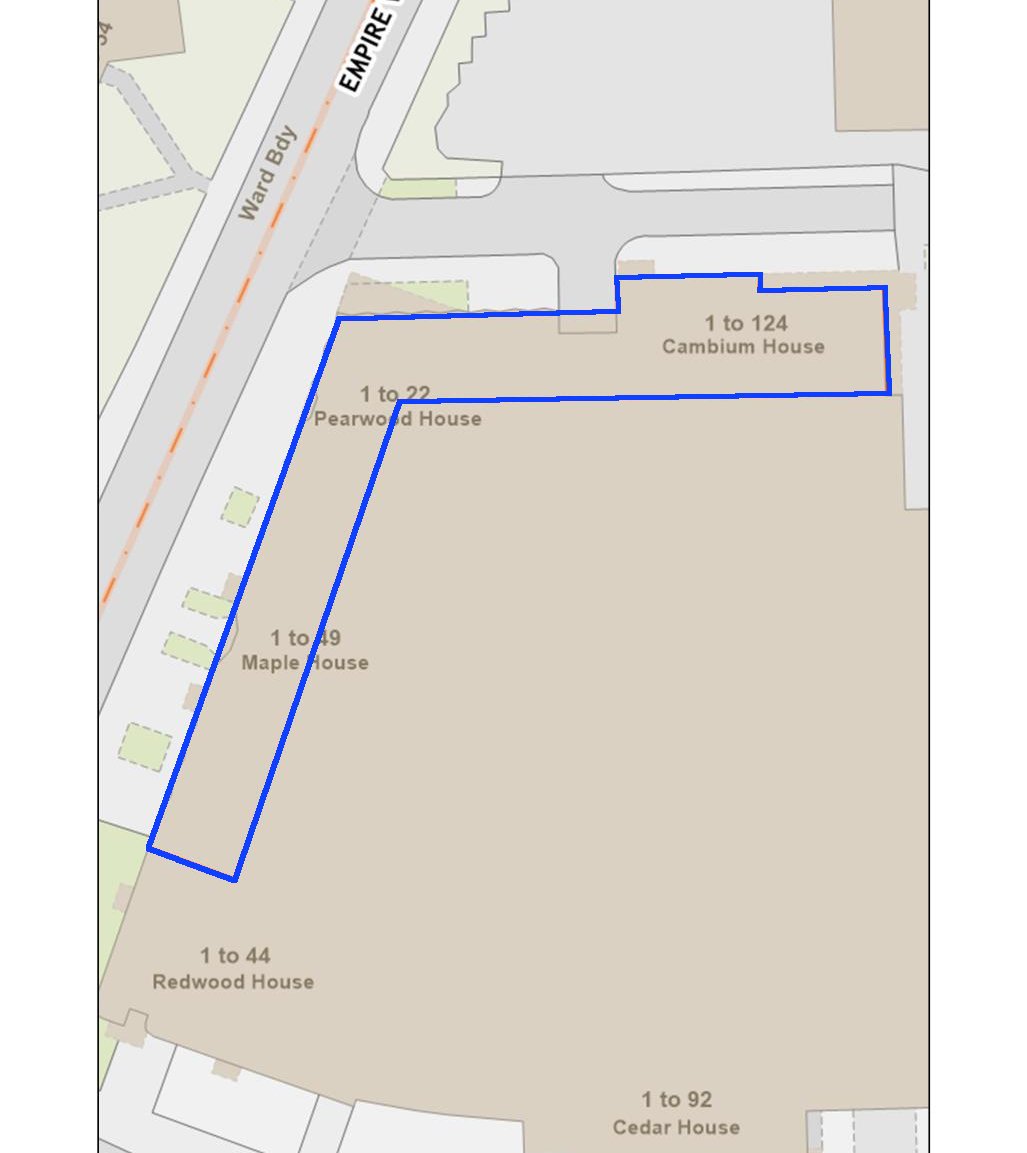 34
EMPIRE
Ward Bdy
1 to 124
Cambium House
1 to 22
Pearwood House
1 to 49
Maple House
1 to 44
Redwood House
1 to 92
Cedar House